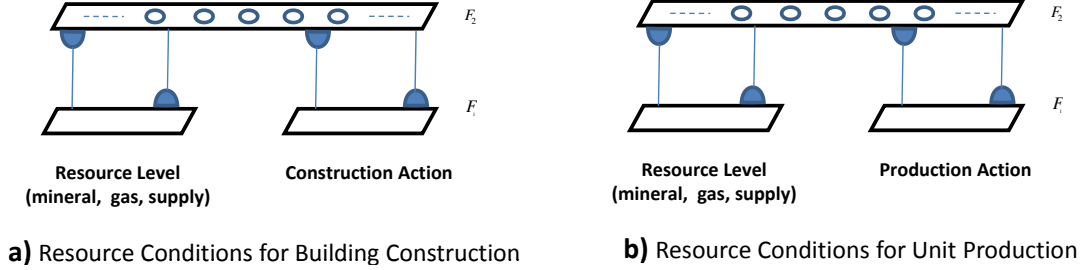 F₂
F₁
Resource Level
(mineral, gas, supply)
Construction Action
a) Resource Conditions for Building Construction
F₂
F₁
Resource Level
(mineral, gas, supply)
Production Action
b) Resource Conditions for Unit Production